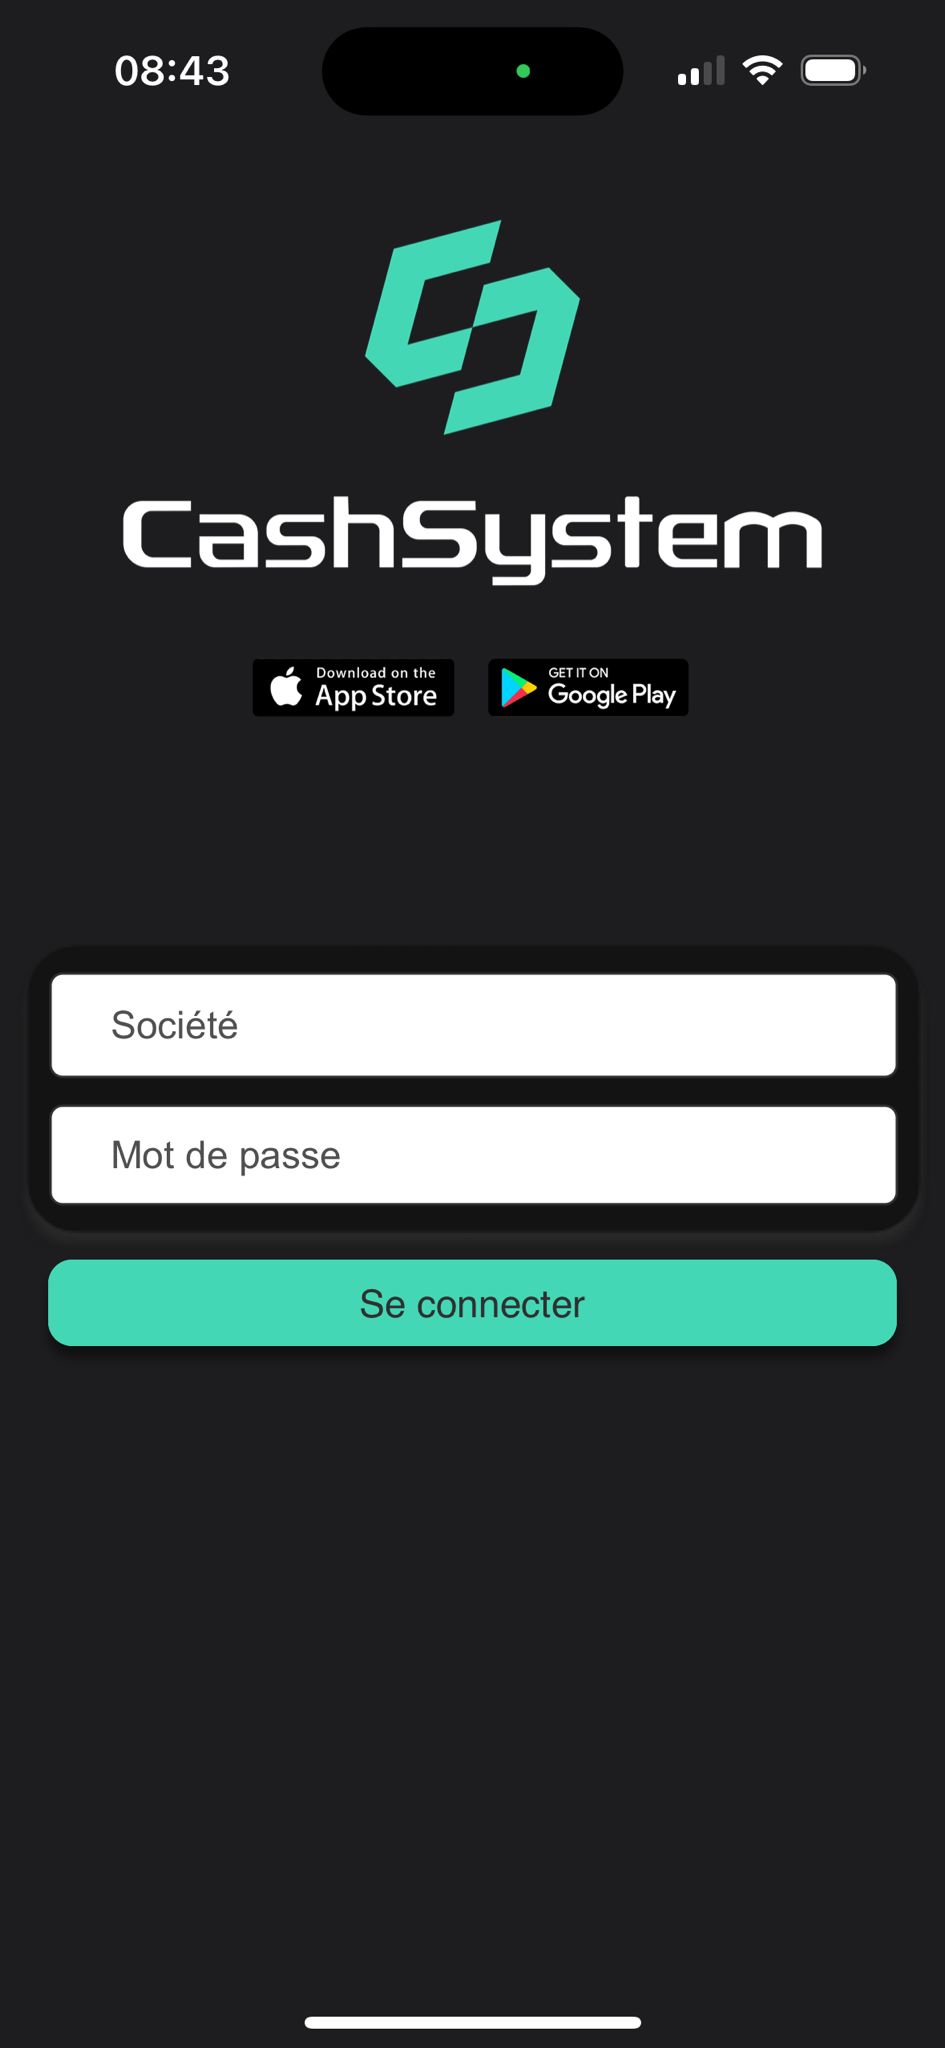 08:43
CashSystem
Download on the
App Store
GET IT ON
Google Play
Société
Mot de passe
Se connecter